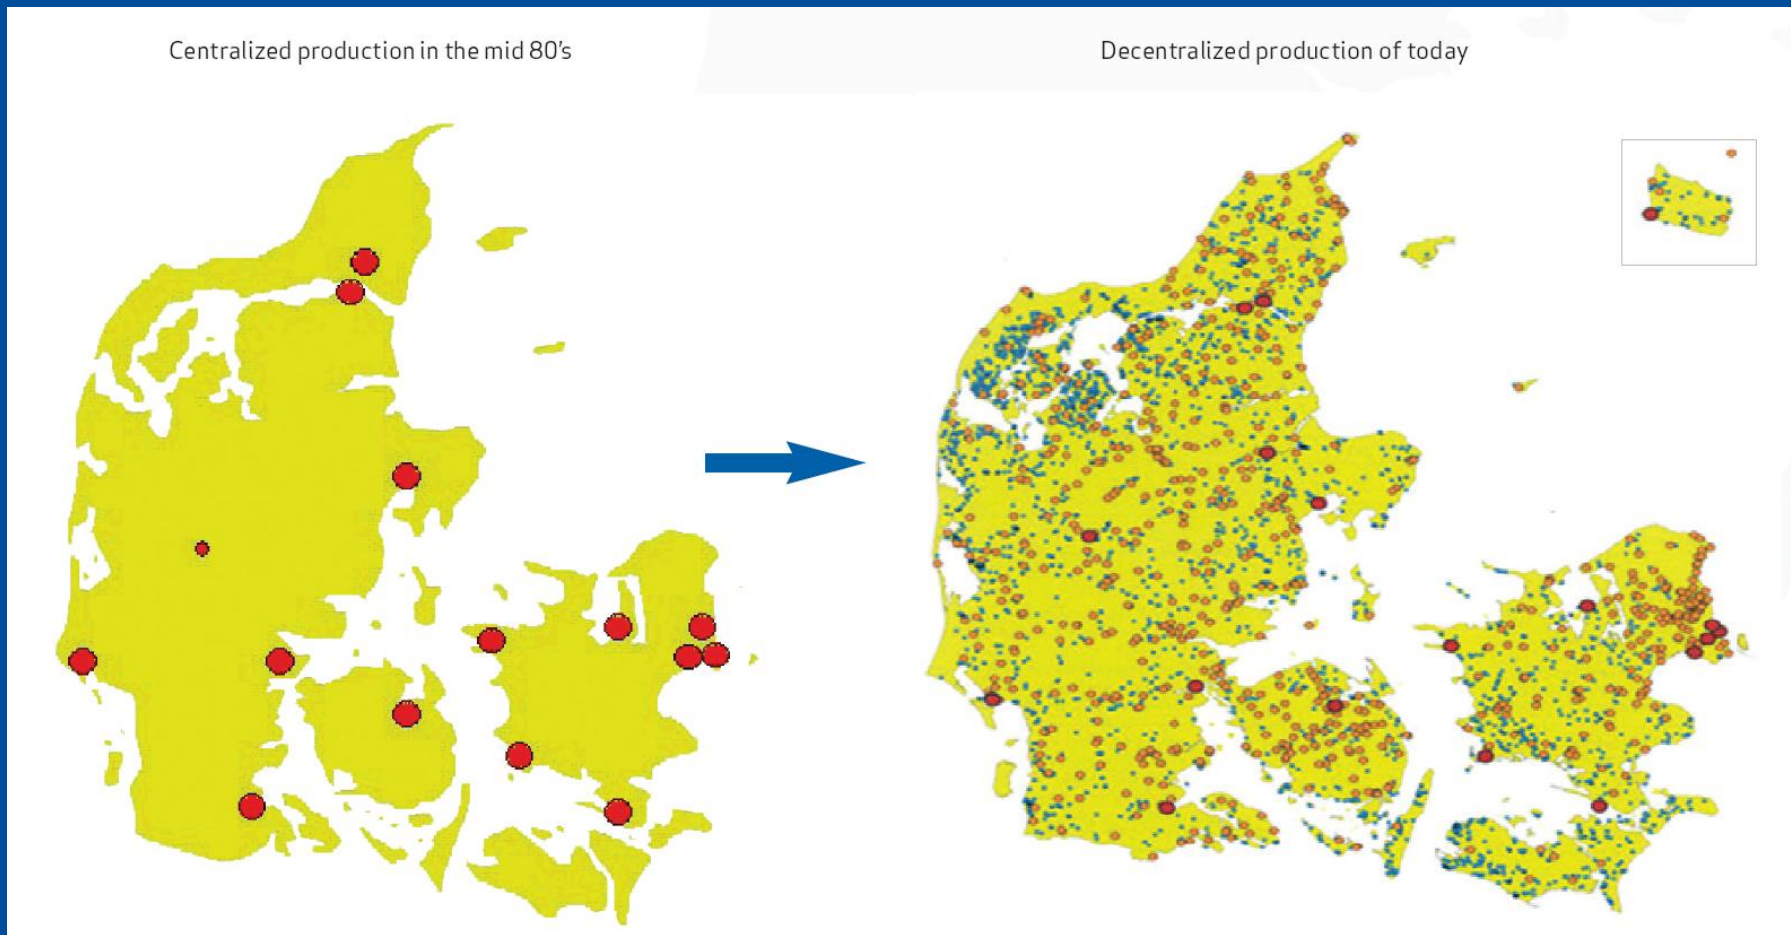 Centralized production in the mid 80's
Decentralized production of today